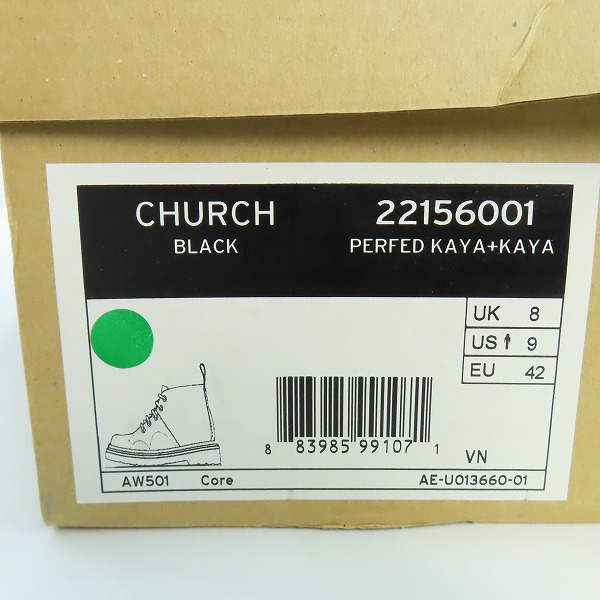 CHURCH 22156001
BLACK PERFED KAYA+KAYA
UK 8
US 9
EU 42
8 83985 99107 1
VN
AW501 Core AE-U013660-01